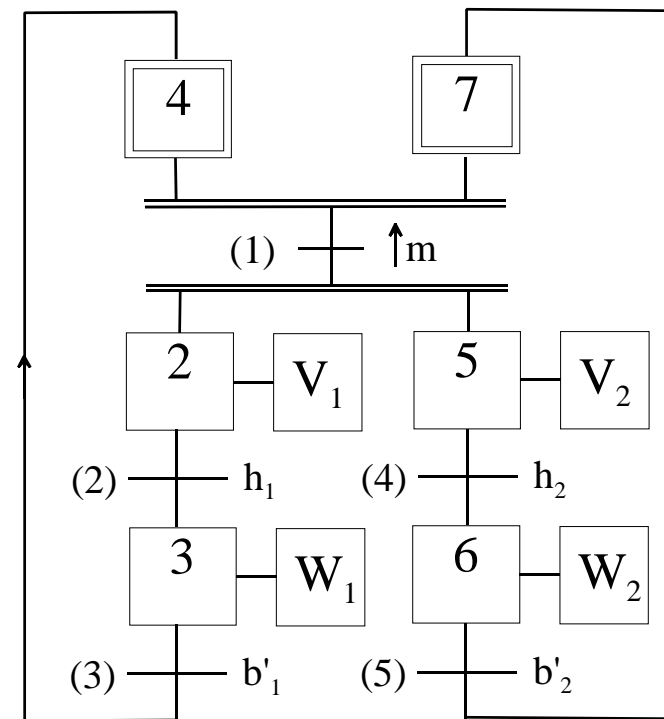 4 7
(1) ↑m
2 V₁ 5 V₂
(2) h₁ (4) h₂
3 W₁ 6 W₂
(3) b'₁ (5) b'₂